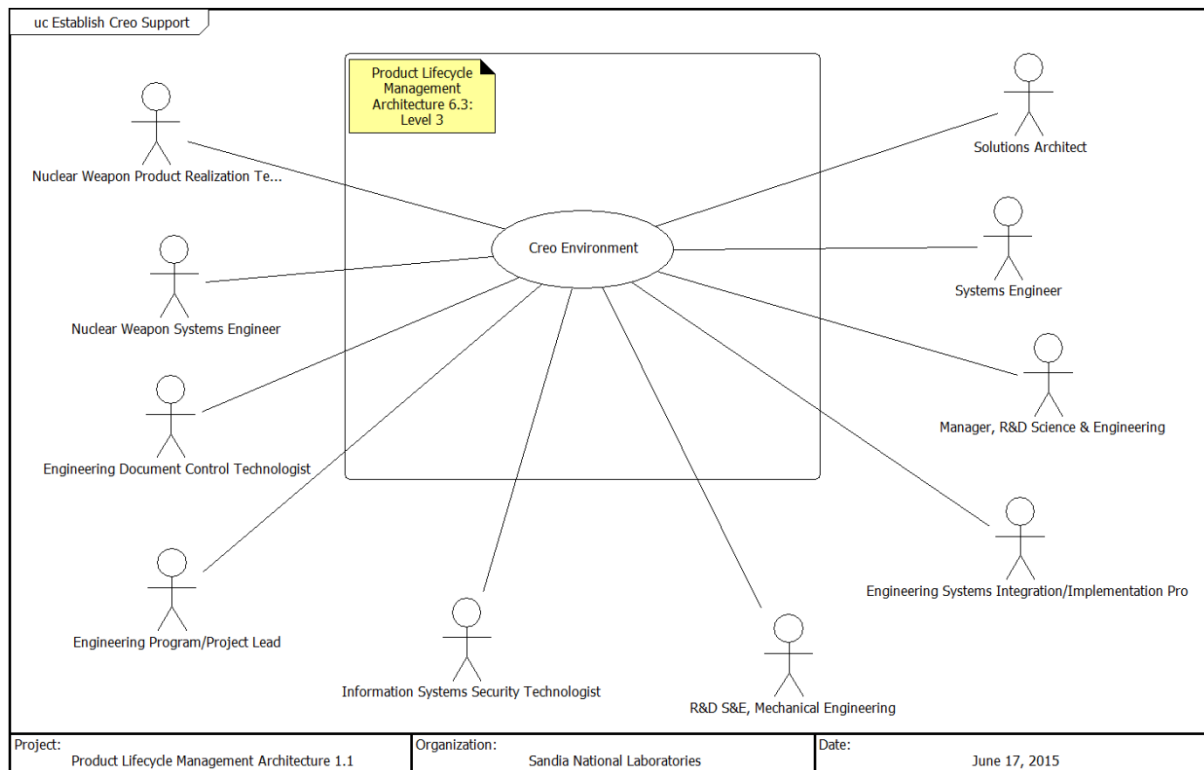 uc Establish Creo Support
Product Lifecycle
Management
Architecture 6.3:
Level 3
Solutions Architect
Nuclear Weapon Product Realization Te...
Creo Environment
Systems Engineer
Nuclear Weapon Systems Engineer
Manager, R&D Science & Engineering
Engineering Document Control Technologist
Engineering Systems Integration/Implementation Pro
Engineering Program/Project Lead
Information Systems Security Technologist
R&D S&E, Mechanical Engineering
Project:
Product Lifecycle Management Architecture 1.1
Organization:
Sandia National Laboratories
Date:
June 17, 2015